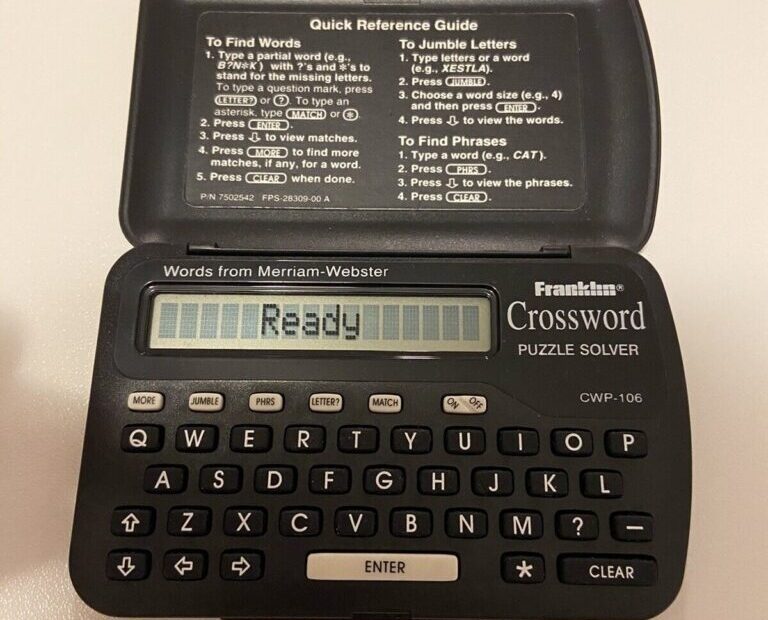 Quick Reference Guide
To Find Words
1. Type a partial word (e.g.,
B?N*K) with ?'s and *'s to
stand for the missing letters.
To type a question mark, press
LETTER? or ?. To type an
asterisk, type MATCH or *.
2. Press ENTER.
3. Press ⇩ to view matches.
4. Press MORE to find more
matches, if any, for a word.
5. Press CLEAR when done.
P/N 7502542 FPS-28309-00 A
To Jumble Letters
1. Type letters or a word
(e.g., XESTLA).
2. Press JUMBLE.
3. Choose a word size (e.g., 4)
and then press ENTER.
4. Press ⇩ to view the words.
To Find Phrases
1. Type a word (e.g., CAT).
2. Press PHRS.
3. Press ⇩ to view the phrases.
4. Press CLEAR.
Words from Merriam-Webster
Franklin®
Crossword
PUZZLE SOLVER
Ready
CWP-106
MORE JUMBLE PHRS LETTER? MATCH ON OFF
Q W E R T Y U I O P
A S D F G H J K L
⇧ Z X C V B N M ? –
⇩ ⇦ ⇨ ENTER * CLEAR